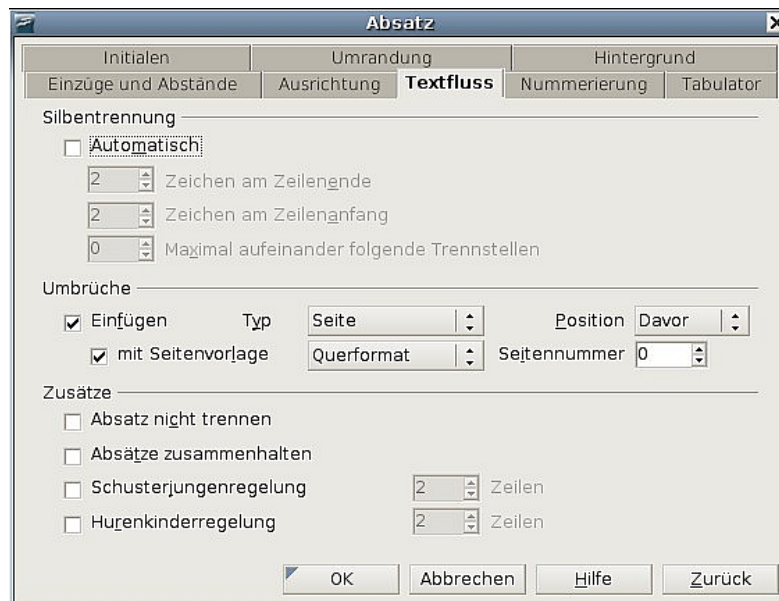 Absatz
Initialen Umrandung Hintergrund
Einzüge und Abstände Ausrichtung Textfluss Nummerierung Tabulator
Silbentrennung
Automatisch
2 Zeichen am Zeilenende
2 Zeichen am Zeilenanfang
0 Maximal aufeinander folgende Trennstellen
Umbrüche
Einfügen Typ Seite Position Davor
mit Seitenvorlage Querformat Seitennummer 0
Zusätze
Absatz nicht trennen
Absätze zusammenhalten
Schusterjungenregelung 2 Zeilen
Hurenkinderregelung 2 Zeilen
OK Abbrechen Hilfe Zurück